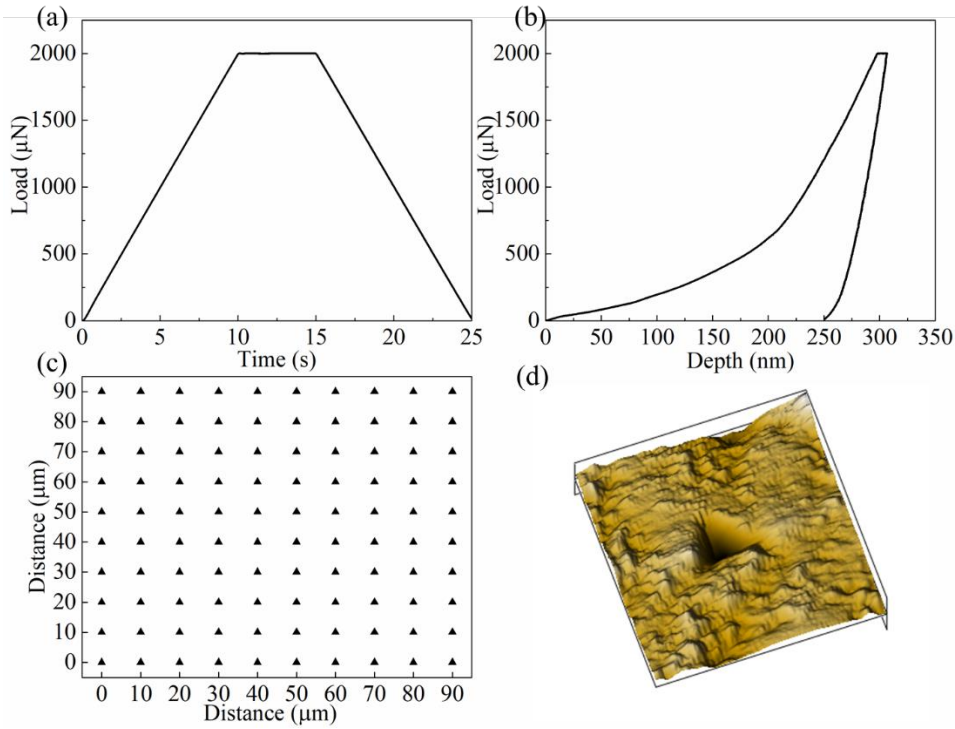 (a)
2000
1500
1000
500
0
Load (μN)
0 5 10 15 20 25
Time (s)
(b)
2000
1500
1000
500
0
Load (μN)
0 50 100 150 200 250 300 350
Depth (nm)
(c)
90
80
70
60
50
40
30
20
10
0
Distance (μm)
0 10 20 30 40 50 60 70 80 90
Distance (μm)
(d)